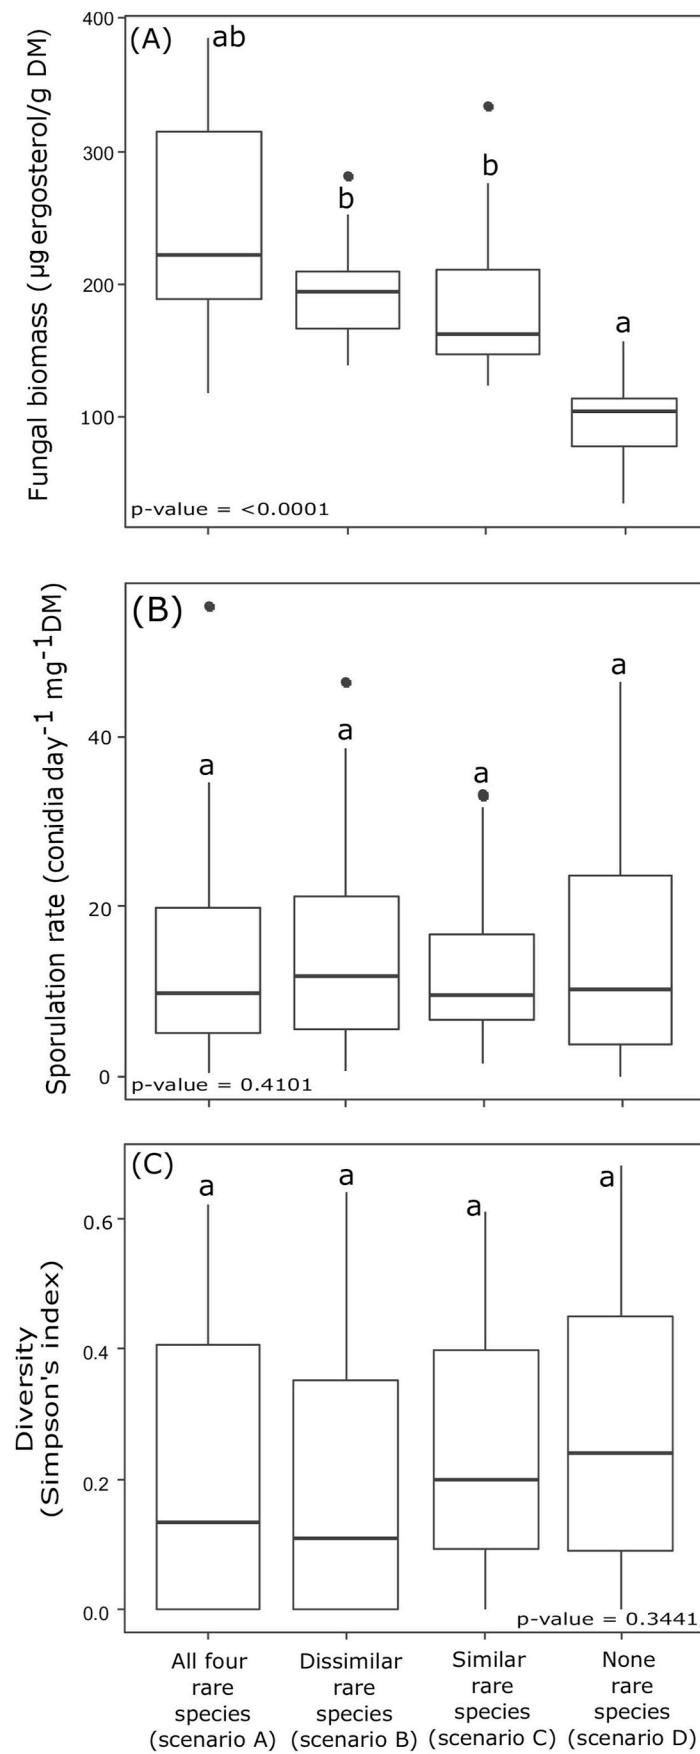 (A)
ab
b
b
a
400
300
200
100
Fungal biomass (µg ergosterol/g DM)
p-value = <0.0001
(B)
a
a
a
a
40
20
0
Sporulation rate (conidia day-1 mg-1DM)
p-value = 0.4101
(C)
a
a
a
a
0.6
0.4
0.2
0.0
Diversity
(Simpson's index)
p-value = 0.3441
All four
rare
species
(scenario A)
Dissimilar
rare
species
(scenario B)
Similar
rare
species
(scenario C)
None
rare
species
(scenario D)